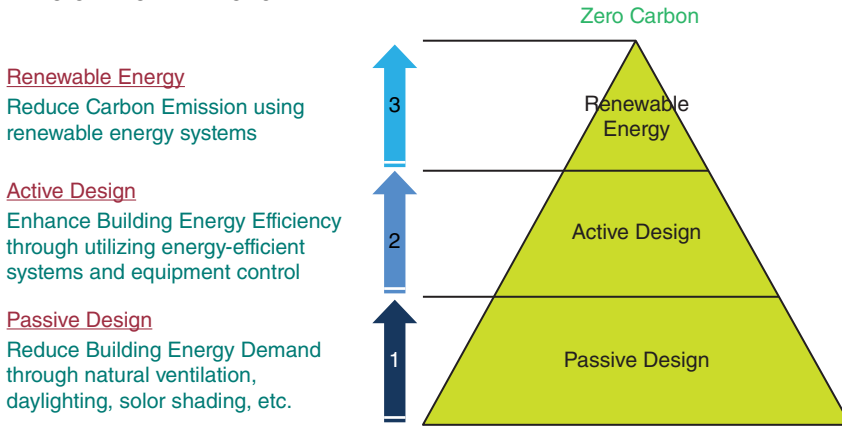 Zero Carbon
Renewable Energy
Reduce Carbon Emission using
renewable energy systems
3
Renewable
Energy
Active Design
Enhance Building Energy Efficiency
through utilizing energy-efficient
systems and equipment control
2
Active Design
Passive Design
Reduce Building Energy Demand
through natural ventilation,
daylighting, solor shading, etc.
1
Passive Design